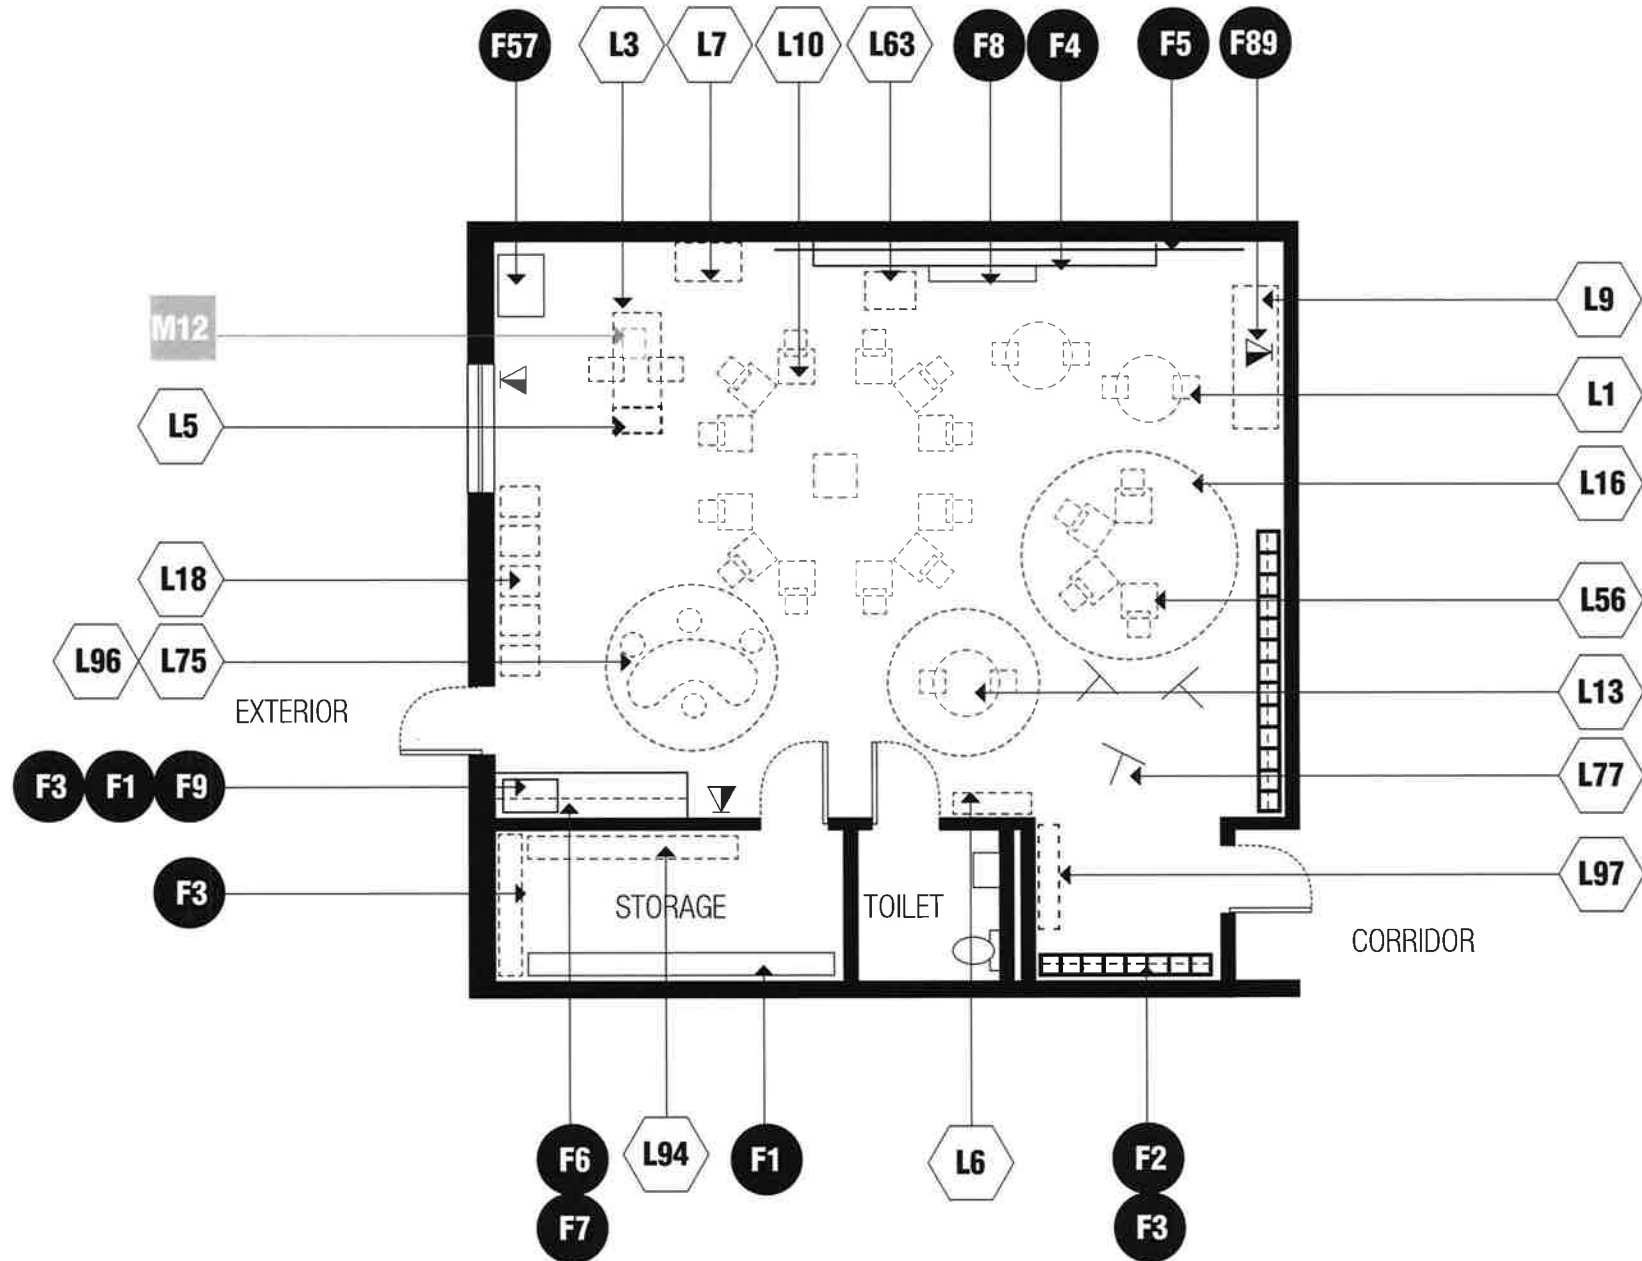 F57 L3 L7 L10 L63 F8 F4 F5 F89
M12
L9
L1
L5
L16
L18
L56
L96 L75
L13
EXTERIOR
F3 F1 F9
L77
F3
STORAGE
TOILET
L97
CORRIDOR
F6
L94
F1
L6
F2
F7
F3